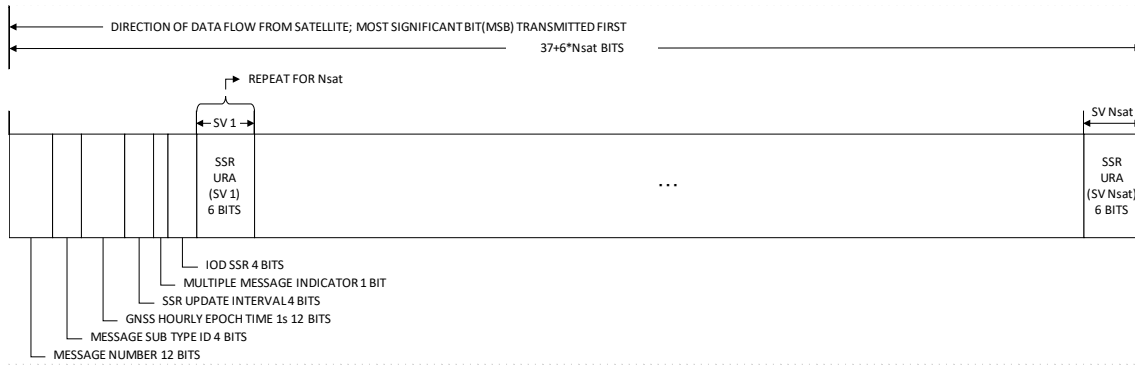 DIRECTION OF DATA FLOW FROM SATELLITE; MOST SIGNIFICANT BIT(MSB) TRANSMITTED FIRST
37+6*Nsat BITS
REPEAT FOR Nsat
SV 1
SV Nsat
SSR
URA
(SV 1)
6 BITS
...
SSR
URA
(SV Nsat)
6 BITS
IOD SSR 4 BITS
MULTIPLE MESSAGE INDICATOR 1 BIT
SSR UPDATE INTERVAL 4 BITS
GNSS HOURLY EPOCH TIME 1s 12 BITS
MESSAGE SUB TYPE ID 4 BITS
MESSAGE NUMBER 12 BITS